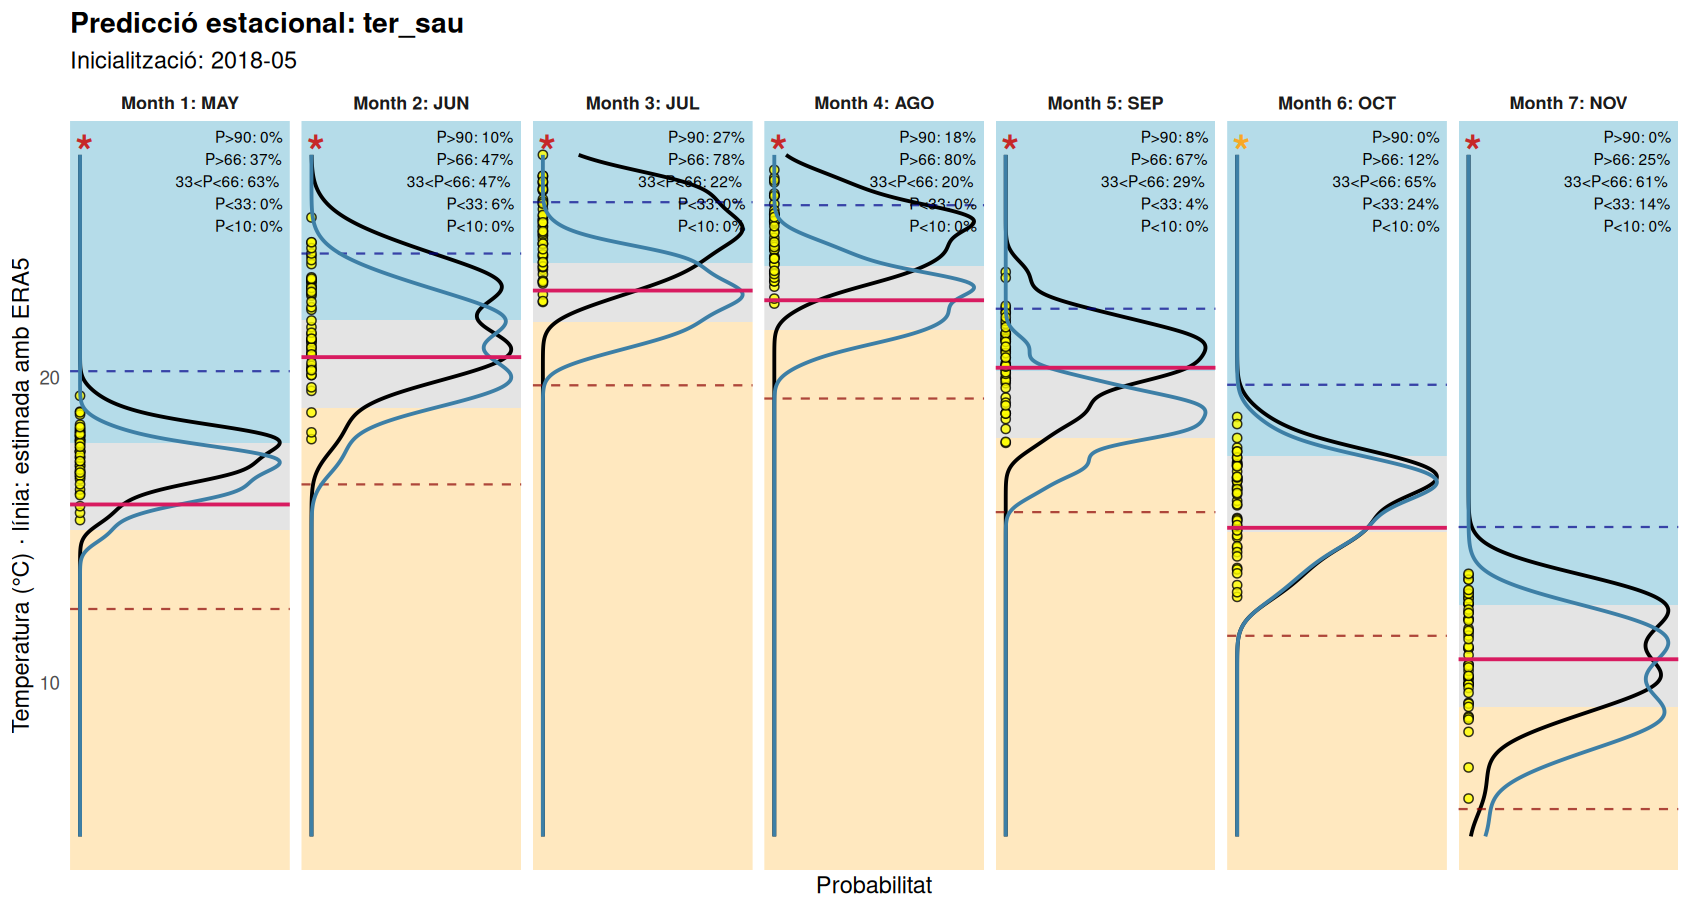 Predicció estacional: ter_sau
Inicialització: 2018-05
Month 1: MAY
P>90: 0%
P>66: 37%
33<P<66: 63%
P<33: 0%
P<10: 0%
Month 2: JUN
P>90: 10%
P>66: 47%
33<P<66: 47%
P<33: 6%
P<10: 0%
Month 3: JUL
P>90: 27%
P>66: 78%
33<P<66: 22%
P<33: 0%
P<10: 0%
Month 4: AGO
P>90: 18%
P>66: 80%
33<P<66: 20%
P<33: 0%
P<10: 0%
Month 5: SEP
P>90: 8%
P>66: 67%
33<P<66: 29%
P<33: 4%
P<10: 0%
Month 6: OCT
P>90: 0%
P>66: 12%
33<P<66: 65%
P<33: 24%
P<10: 0%
Month 7: NOV
P>90: 0%
P>66: 25%
33<P<66: 61%
P<33: 14%
P<10: 0%
Temperatura (°C) · línia: estimada amb ERA5
20
10
Probabilitat